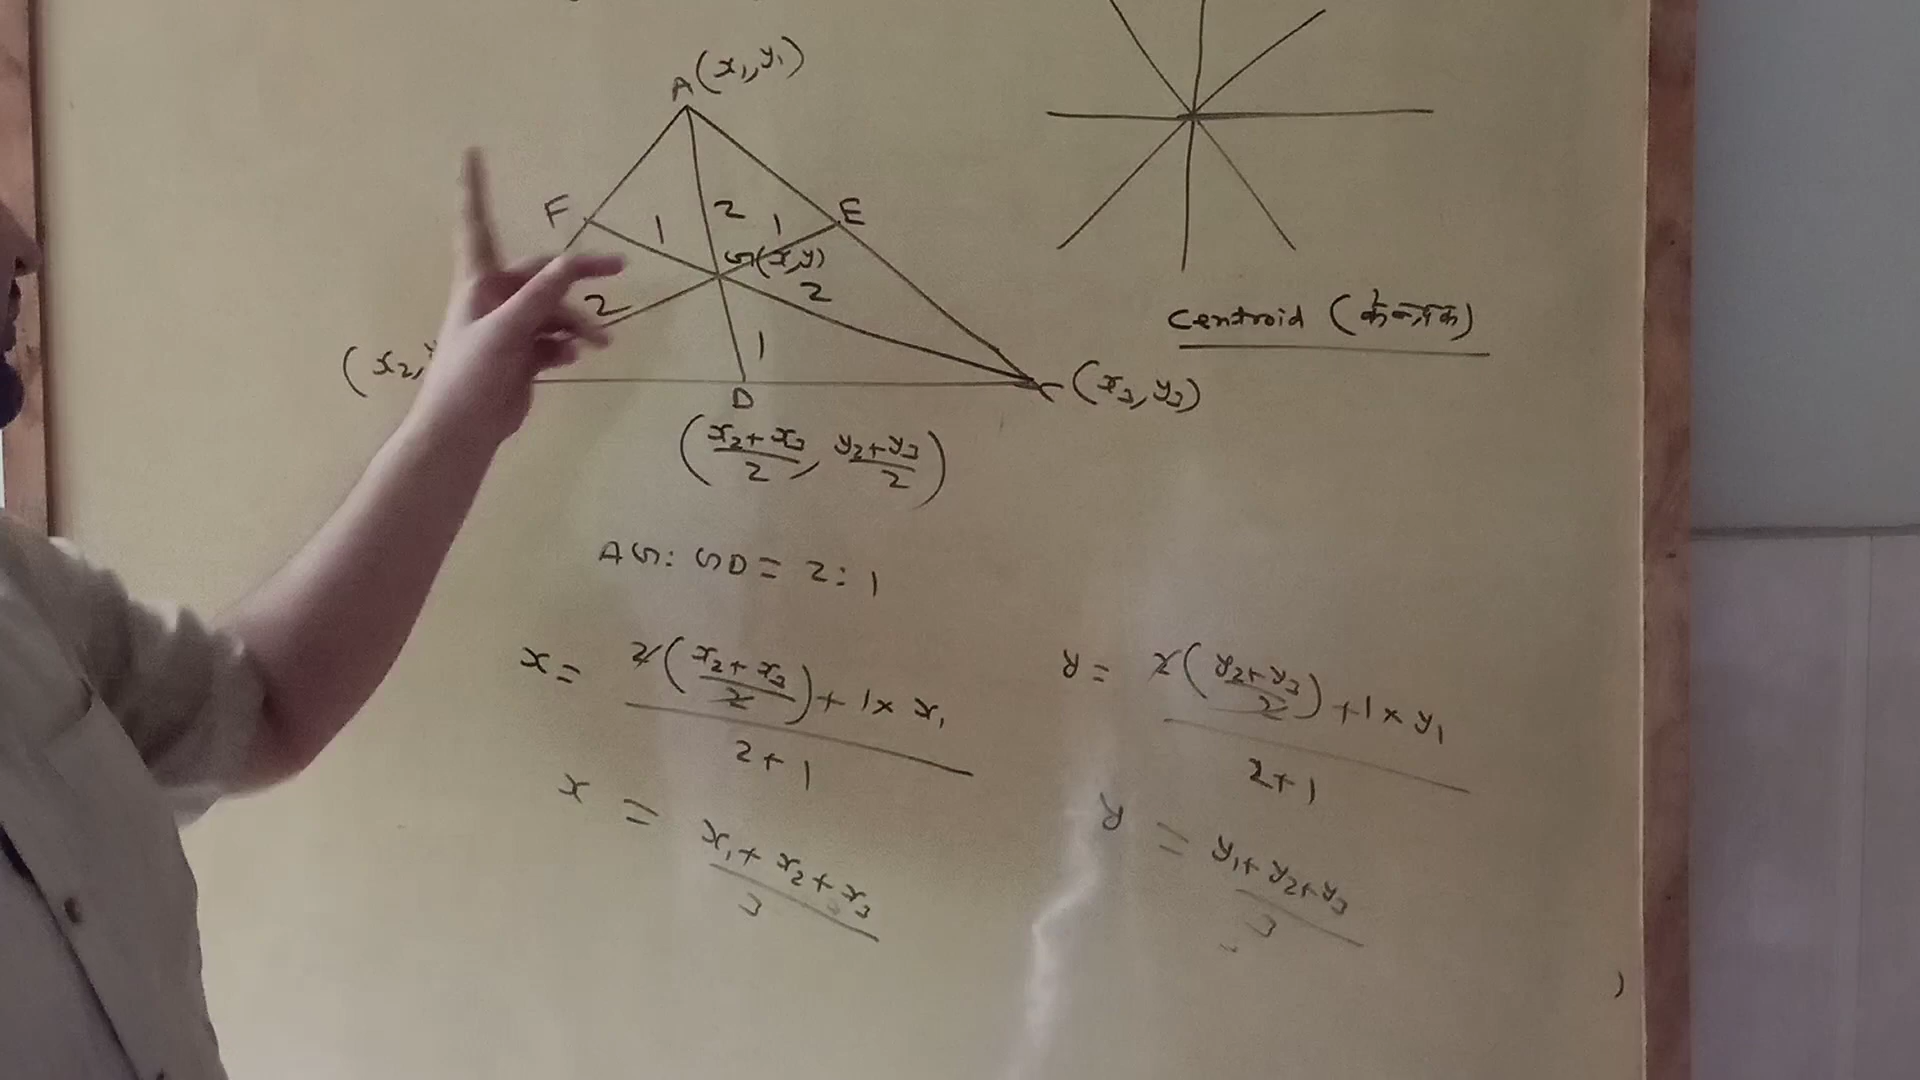 A (x₁, y₁)
F 1 2 1 E
G(x, y)
2 2
1
(x₂,
D
C (x₃, y₃)
(x₂+x₃/2, y₂+y₃/2)
Centroid (केन्द्रक)
AG : GD = 2 : 1
x = 2(x₂+x₃/2) + 1 × x₁ / 2+1
y = 2(y₂+y₃/2) + 1 × y₁ / 2+1
x = x₁+x₂+x₃/3
y = y₁+y₂+y₃/3